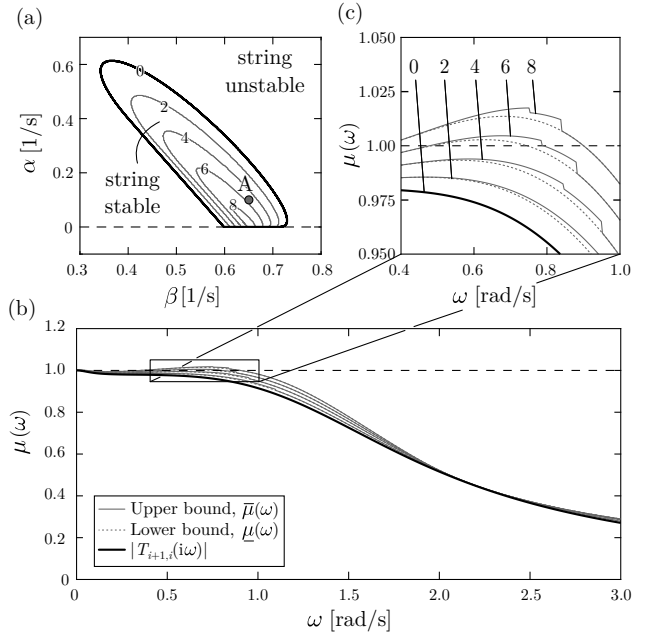 (a)
0.6
0.4
0.2
0
α [1/s]
0
2
4
6
8
A
string
unstable
string
stable
0.3 0.4 0.5 0.6 0.7 0.8
β [1/s]
(c)
1.050
1.025
1.00
0.975
0.950
μ(ω)
0 2 4 6 8
0.4 0.6 0.8 1.0
ω [rad/s]
(b)
1.2
1.0
0.8
0.6
0.4
0.2
0
μ(ω)
Upper bound, μ̅(ω)
Lower bound, μ̲(ω)
|T_{i+1,i}(iω)|
0 0.5 1.0 1.5 2.0 2.5 3.0
ω [rad/s]